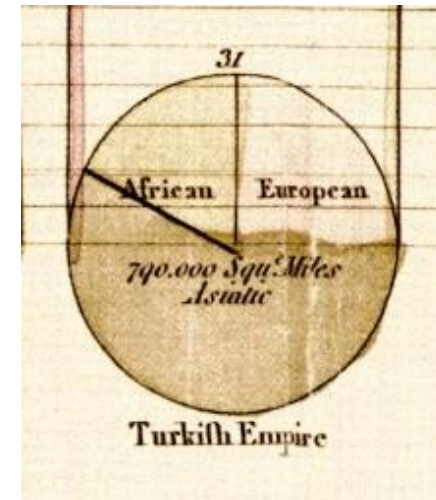 31
African European
790.000 Squ. Miles
Asiatic
Turkiſh Empire